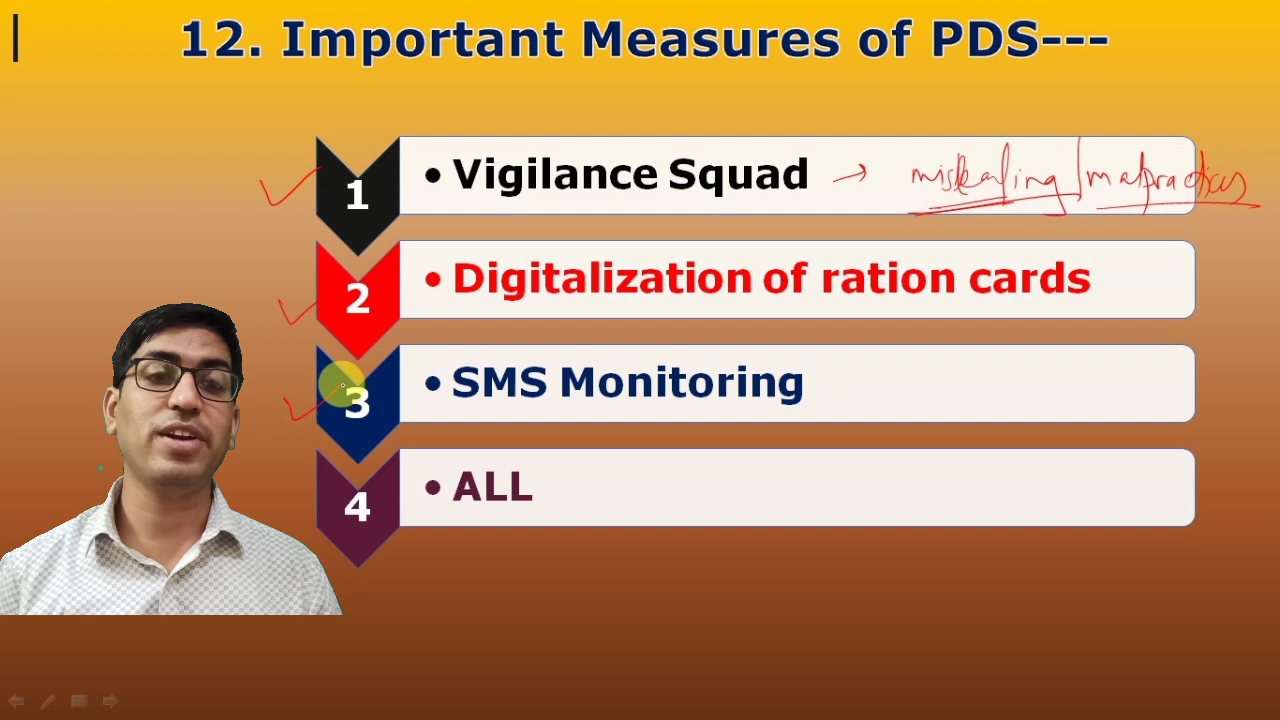 12. Important Measures of PDS---
1
• Vigilance Squad → / malpractices
2
• Digitalization of ration cards
3
• SMS Monitoring
4
• ALL